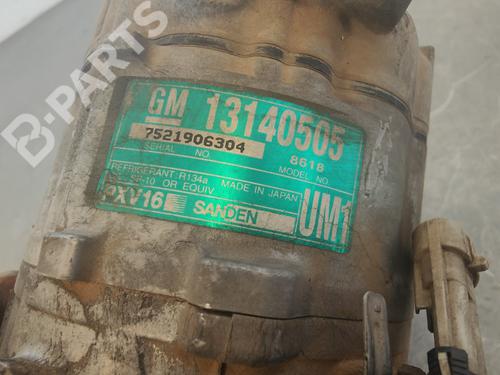 B-PARTS
GM 13140505
7521906304 8618
SERIAL NO. MODEL NO.
REFRIGERANT R134a
SP-10 OR EQUIV. MADE IN JAPAN
PXV16 SANDEN UM1